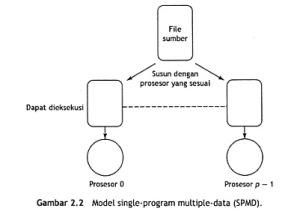 File
sumber
Susun dengan
prosesor yang sesuai
Dapat dieksekusi
Prosesor 0
Prosesor p − 1
Gambar 2.2 Model single-program multiple-data (SPMD).